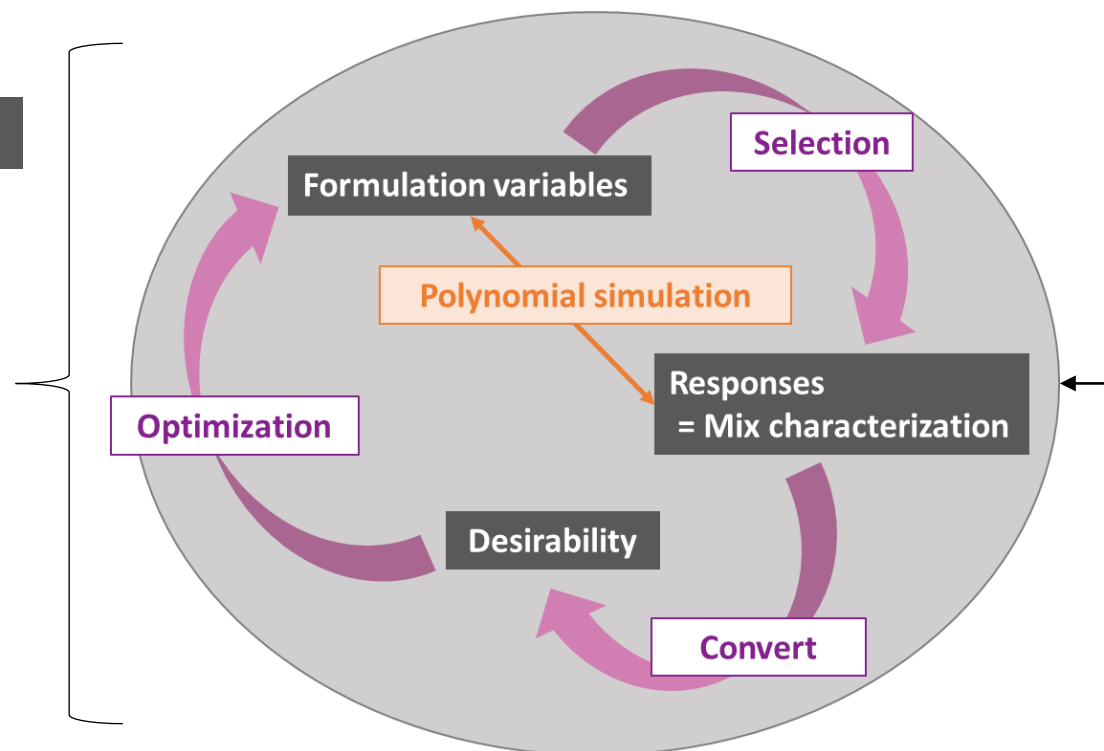 Selection
Formulation variables
Polynomial simulation
Responses
= Mix characterization
Optimization
Desirability
Convert